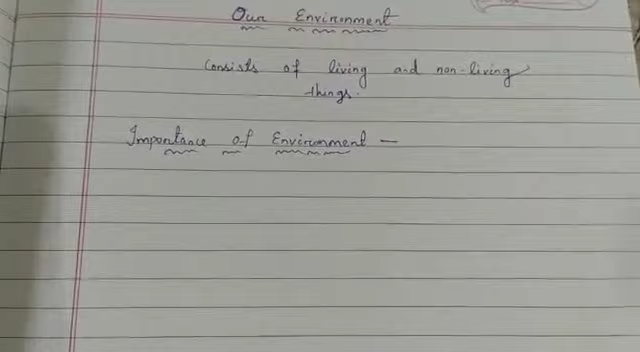 Our Environment
Consists of living and non-living
things.
Importance of Environment —